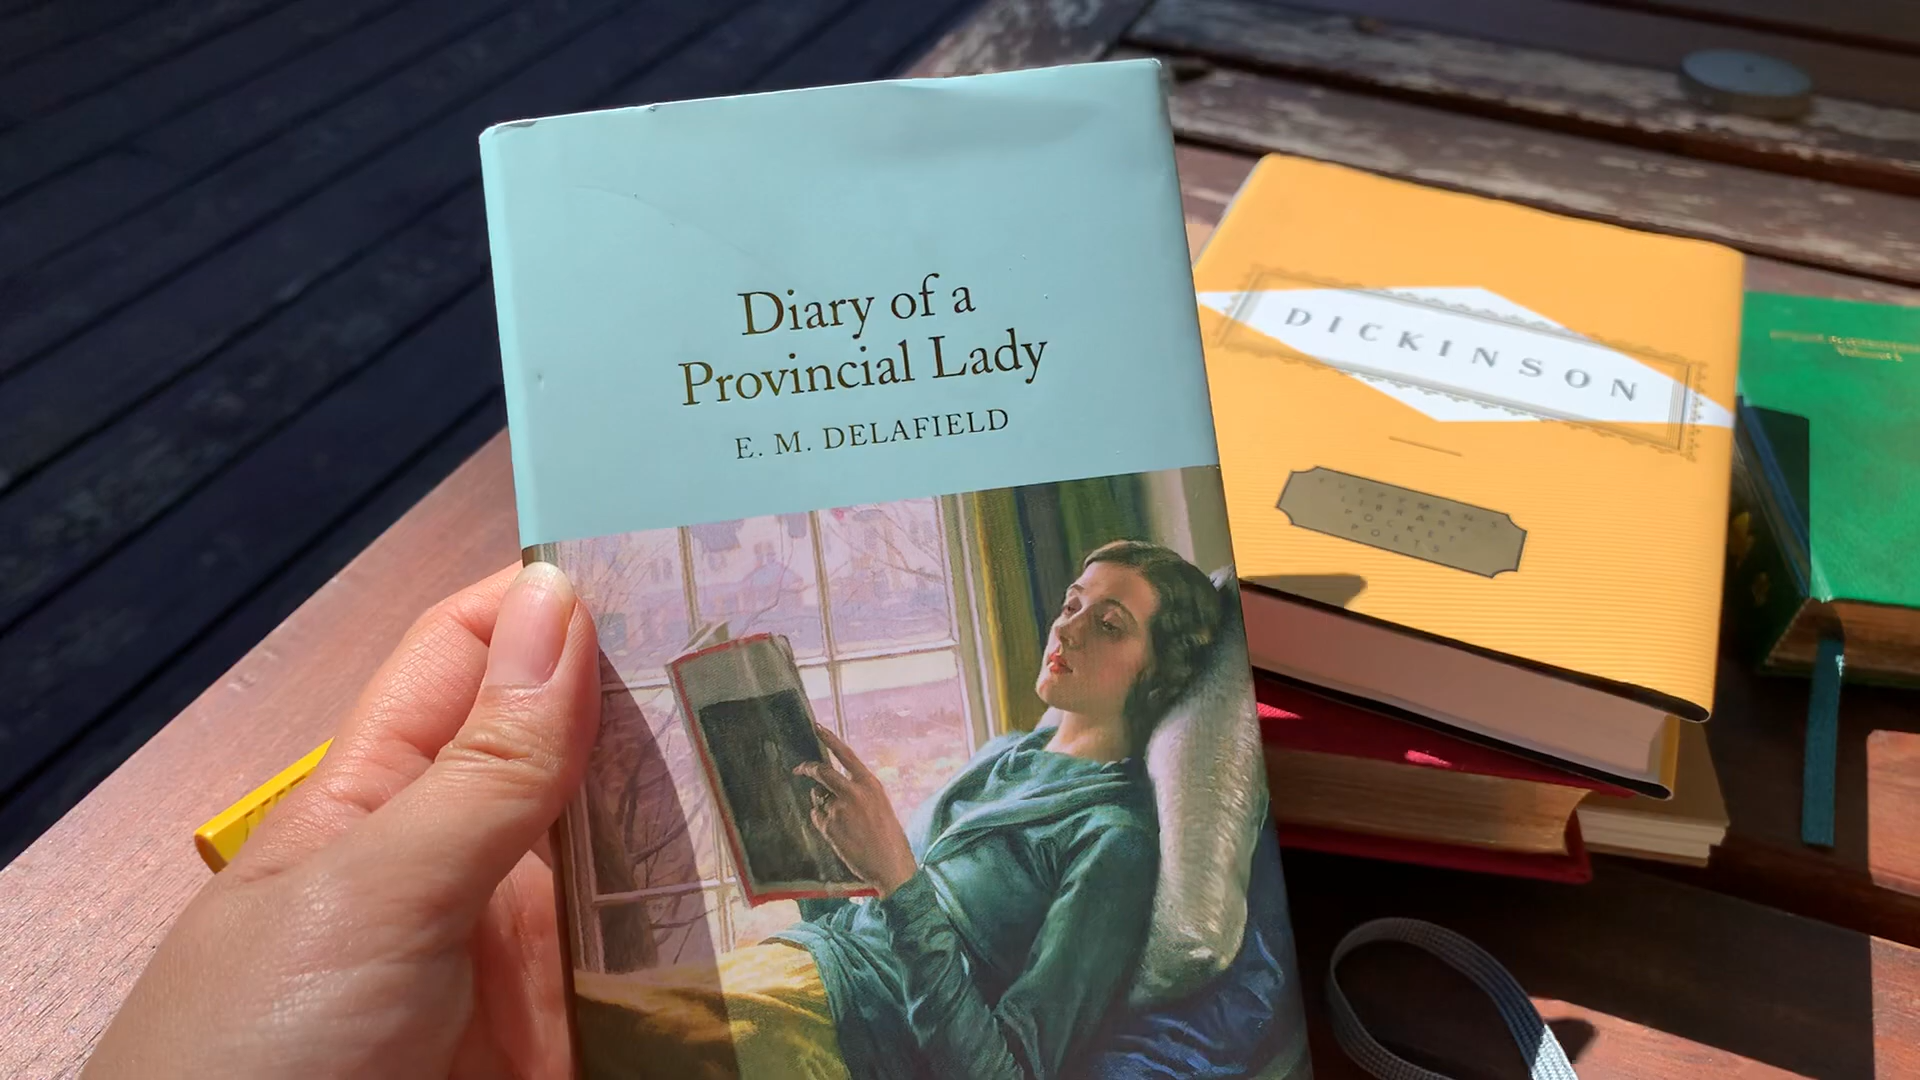 Diary of a
Provincial Lady
E. M. DELAFIELD
DICKINSON
EVERYMAN'S
LIBRARY
POCKET
POETS